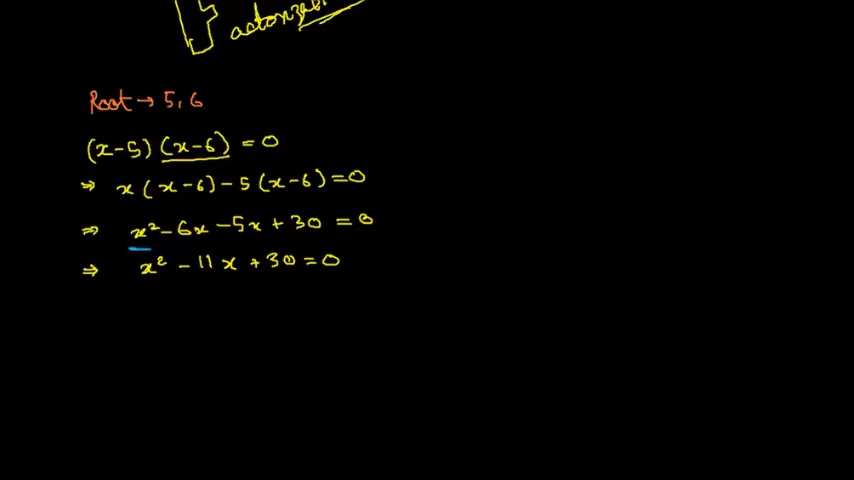 Factorizati
Root → 5, 6
(x-5) (x-6) = 0
⇒ x (x-6) - 5 (x-6) = 0
⇒ x² - 6x - 5x + 30 = 0
⇒ x² - 11x + 30 = 0